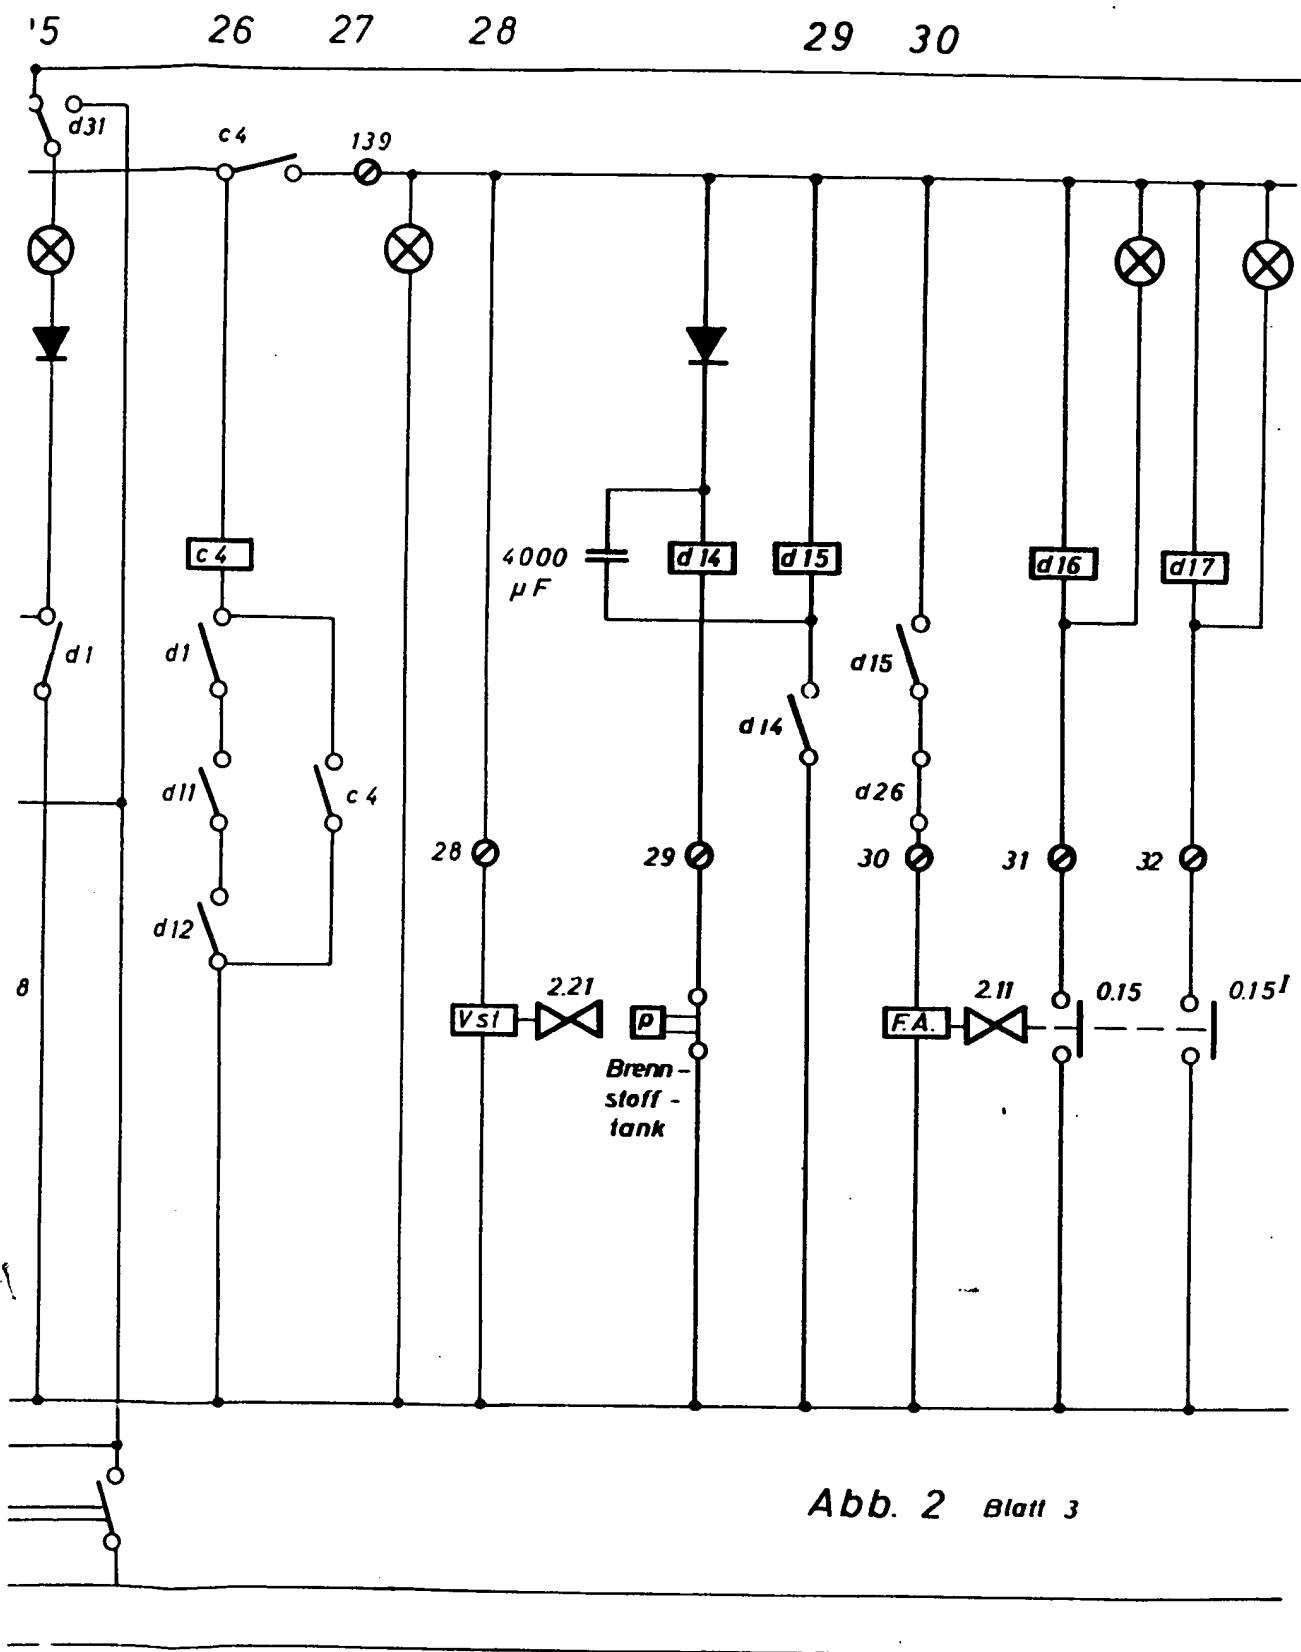 '5 26 27 28 29 30
d31
c4 139
c4
4000
µF
d14 d15
d16 d17
d1
d1
d15
d14
d11
c4
d26
28 29 30 31 32
d12
8
Vst 2.21
p
F.A. 2.11 0.15 0.15I
Brenn-
stoff-
tank
Abb. 2 Blatt 3